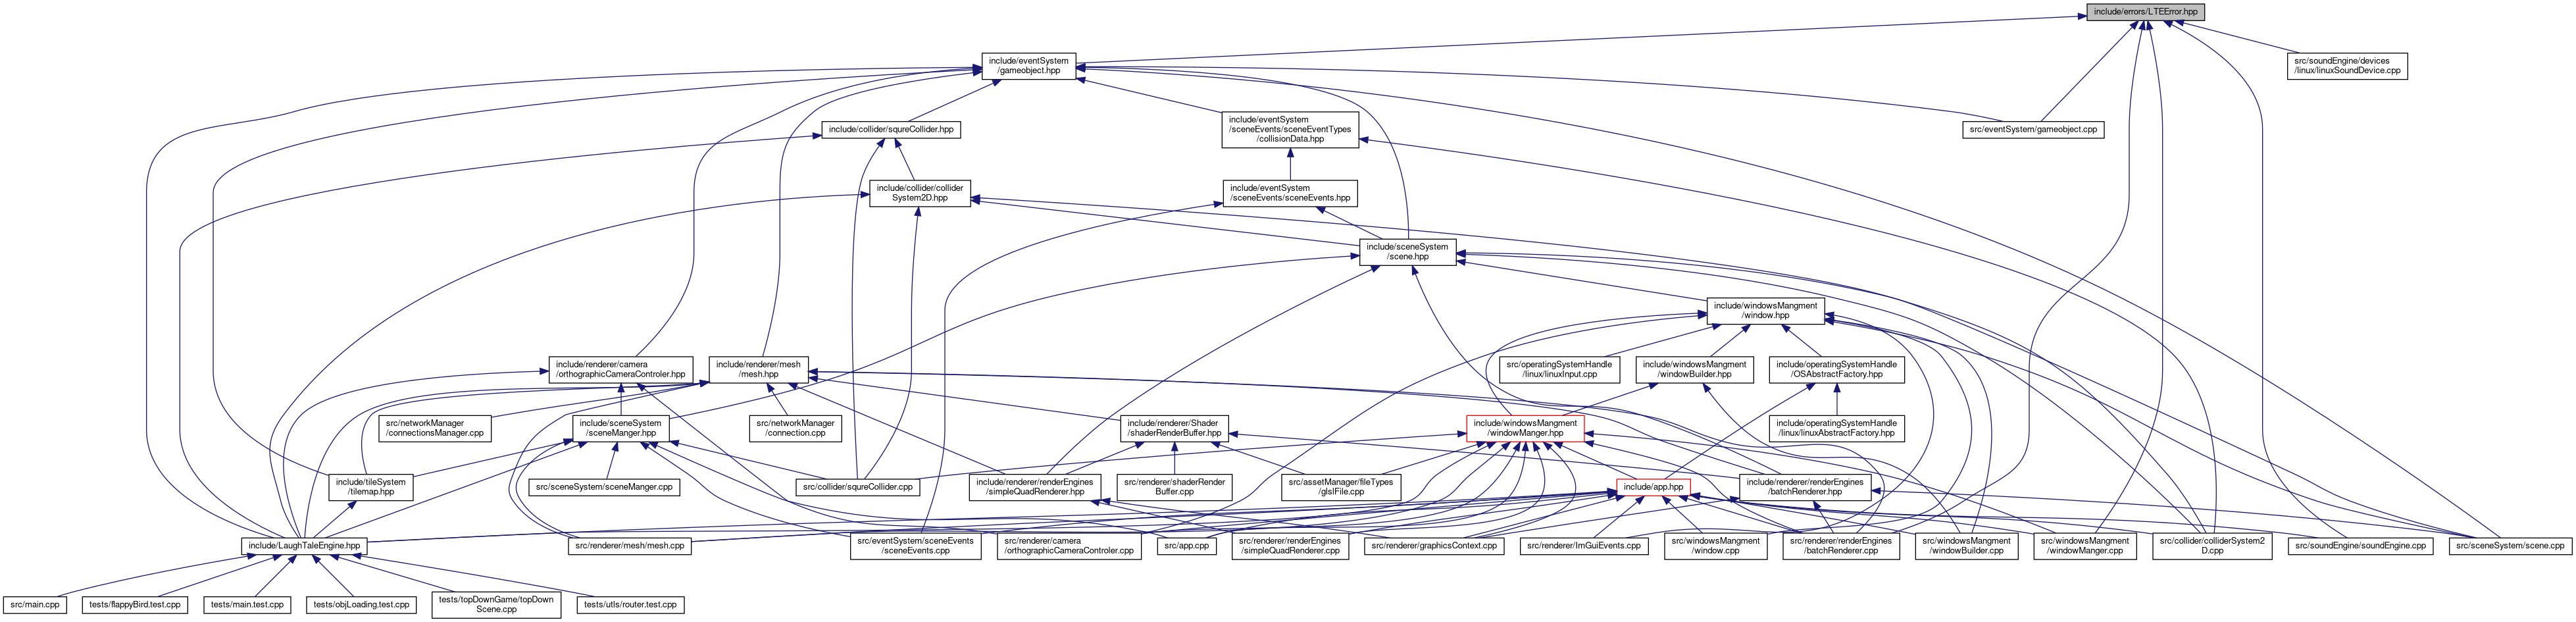 include/errors/LTEError.hpp
include/eventSystem
/gameobject.hpp
src/soundEngine/devices
/linux/linuxSoundDevice.cpp
include/collider/squreCollider.hpp
include/eventSystem
/sceneEvents/sceneEventTypes
/collisionData.hpp
src/eventSystem/gameobject.cpp
include/collider/collider
System2D.hpp
include/eventSystem
/sceneEvents/sceneEvents.hpp
include/sceneSystem
/scene.hpp
include/windowsMangment
/window.hpp
include/renderer/camera
/orthographicCameraControler.hpp
include/renderer/mesh
/mesh.hpp
src/operatingSystemHandle
/linux/linuxInput.cpp
include/windowsMangment
/windowBuilder.hpp
include/operatingSystemHandle
/OSAbstractFactory.hpp
src/networkManager
/connectionsManager.cpp
include/sceneSystem
/sceneManger.hpp
src/networkManager
/connection.cpp
include/renderer/Shader
/shaderRenderBuffer.hpp
include/windowsMangment
/windowManger.hpp
include/operatingSystemHandle
/linux/linuxAbstractFactory.hpp
include/tileSystem
/tilemap.hpp
src/sceneSystem/sceneManger.cpp
src/collider/squreCollider.cpp
include/renderer/renderEngines
/simpleQuadRenderer.hpp
src/renderer/shaderRender
Buffer.cpp
src/assetManager/fileTypes
/glslFile.cpp
include/app.hpp
include/renderer/renderEngines
/batchRenderer.hpp
include/LaughTaleEngine.hpp
src/renderer/mesh/mesh.cpp
src/eventSystem/sceneEvents
/sceneEvents.cpp
src/renderer/camera
/orthographicCameraControler.cpp
src/app.cpp
src/renderer/renderEngines
/simpleQuadRenderer.cpp
src/renderer/graphicsContext.cpp
src/renderer/ImGuiEvents.cpp
src/windowsMangment
/window.cpp
src/renderer/renderEngines
/batchRenderer.cpp
src/windowsMangment
/windowBuilder.cpp
src/windowsMangment
/windowManger.cpp
src/collider/colliderSystem2
D.cpp
src/soundEngine/soundEngine.cpp
src/sceneSystem/scene.cpp
src/main.cpp
tests/flappyBird.test.cpp
tests/main.test.cpp
tests/objLoading.test.cpp
tests/topDownGame/topDown
Scene.cpp
tests/utls/router.test.cpp